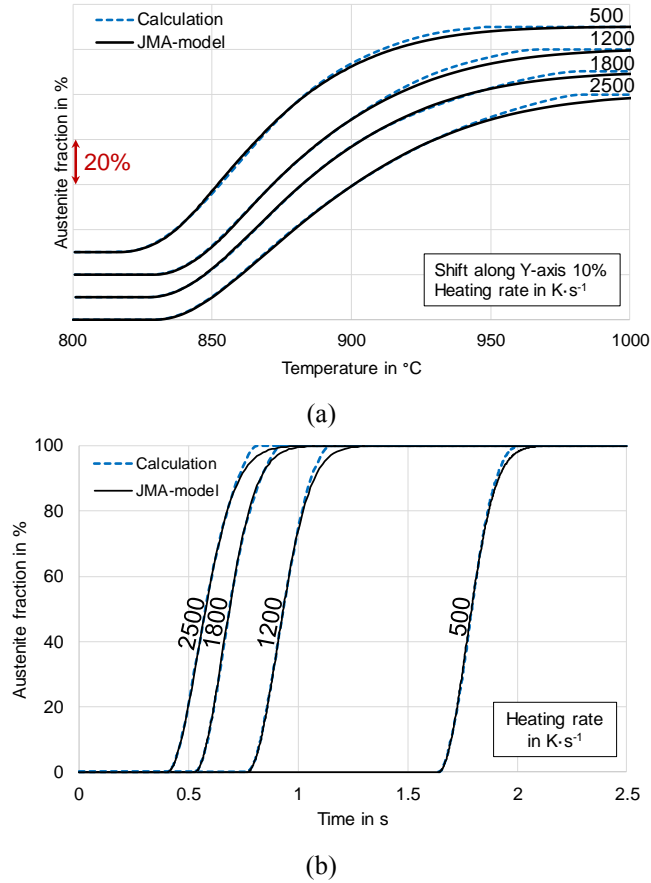 Calculation
JMA-model
500
1200
1800
2500
Austenite fraction in %
20%
Shift along Y-axis 10%
Heating rate in K·s⁻¹
800
850
900
950
1000
Temperature in °C
(a)
100
80
60
40
20
0
Calculation
JMA-model
Austenite fraction in %
2500
1800
1200
500
Heating rate
in K·s⁻¹
0
0.5
1
1.5
2
2.5
Time in s
(b)